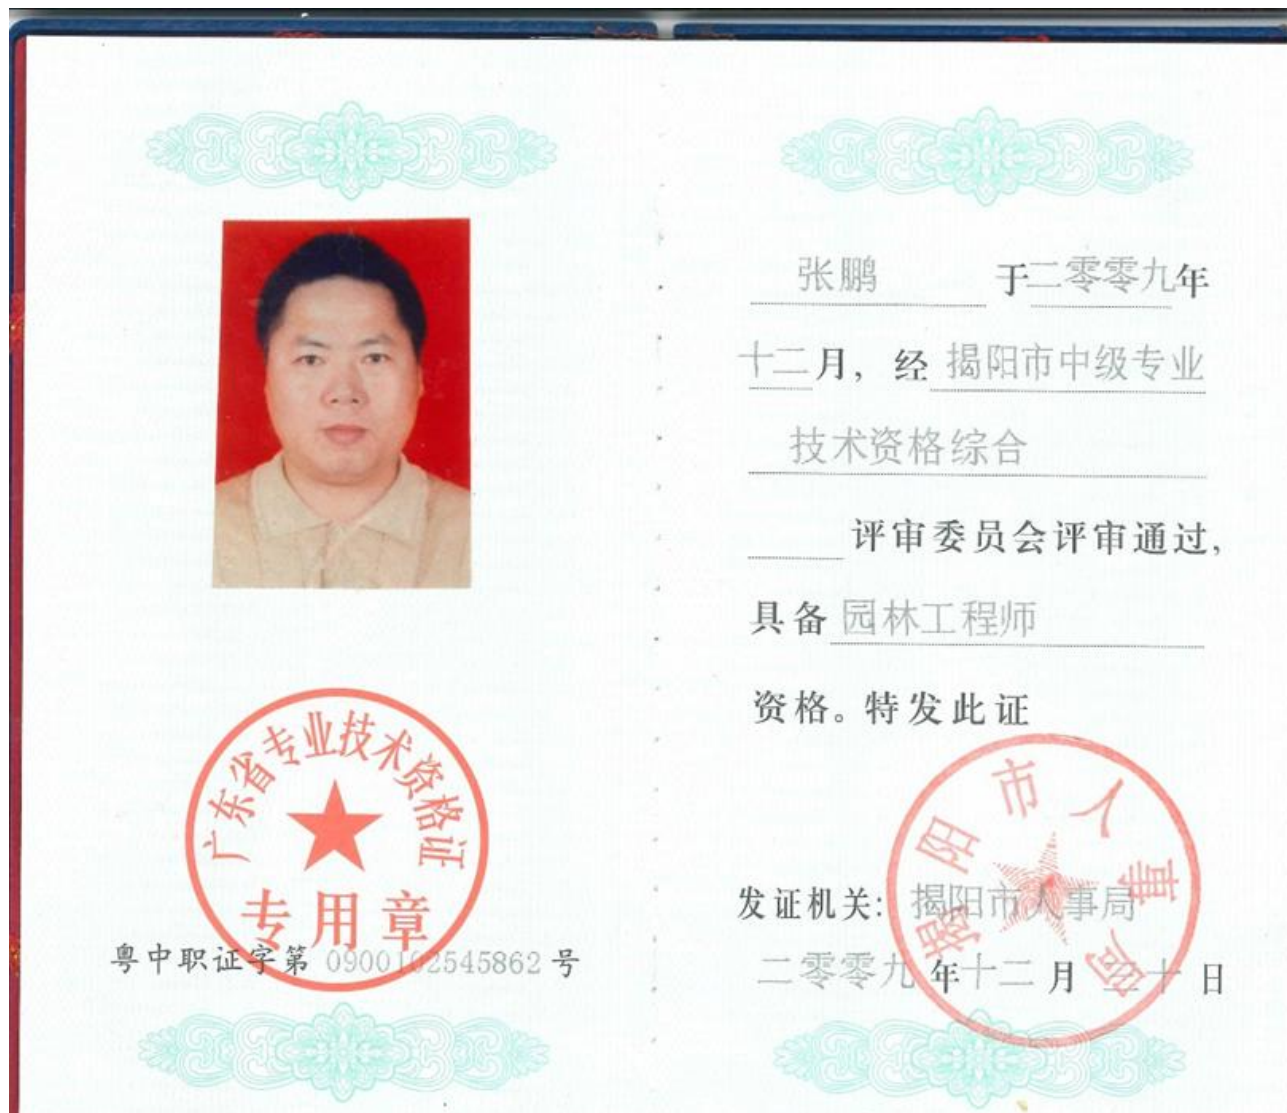 广东省专业技术资格证
专用章
粤中职证字第 0900102545862 号
张鹏 于二零零九年
十二月，经 揭阳市中级专业
技术资格综合
评审委员会评审通过，
具备 园林工程师
资格。特发此证
揭阳市人事局
发证机关: 揭阳市人事局
二零零九 年十二月 三十 日